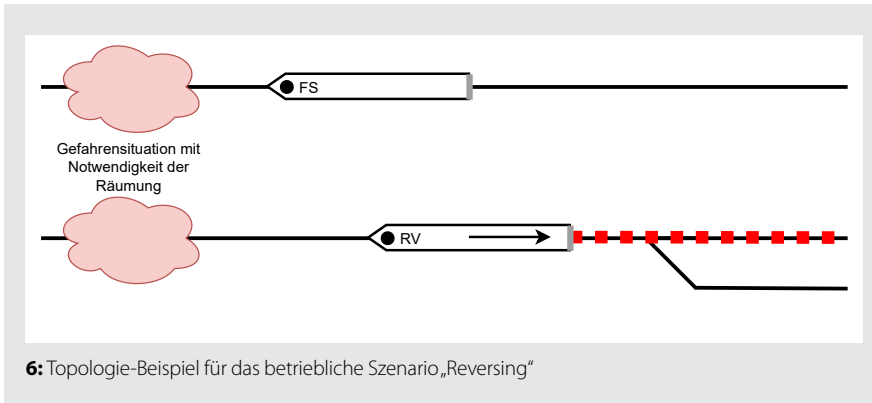 FS
Gefahrensituation mit
Notwendigkeit der
Räumung
RV
6: Topologie-Beispiel für das betriebliche Szenario „Reversing“